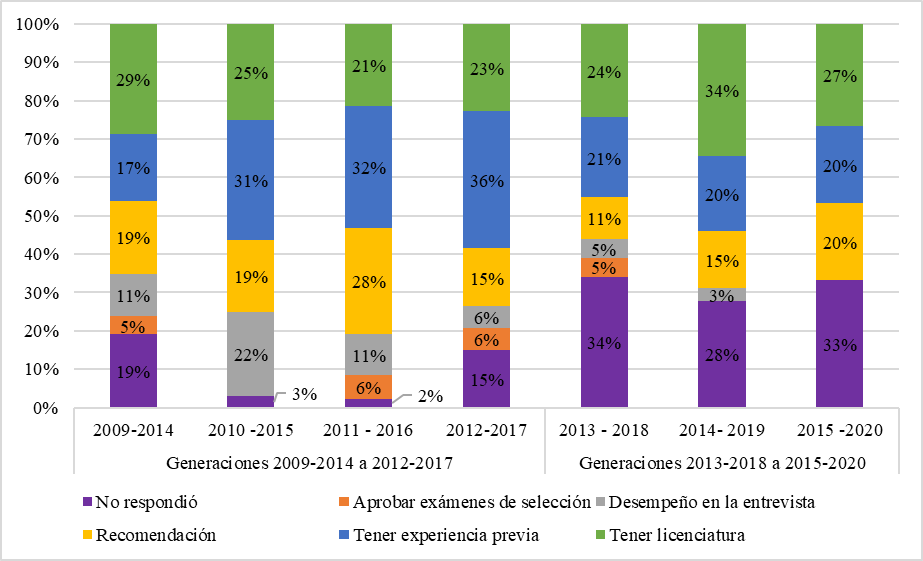 100%
90%
80%
70%
60%
50%
40%
30%
20%
10%
0%
29% 25% 21% 23% 24% 34% 27%
17% 31% 32% 36% 21% 20% 20%
19% 19% 28% 15% 11% 15% 20%
11% 22% 11% 6% 5% 3%
5% 6% 6% 5%
19% 3% 2% 15% 34% 28% 33%
2009-2014 2010 -2015 2011 - 2016 2012-2017 2013 - 2018 2014- 2019 2015 -2020
Generaciones 2009-2014 a 2012-2017 Generaciones 2013-2018 a 2015-2020
No respondió Aprobar exámenes de selección Desempeño en la entrevista
Recomendación Tener experiencia previa Tener licenciatura